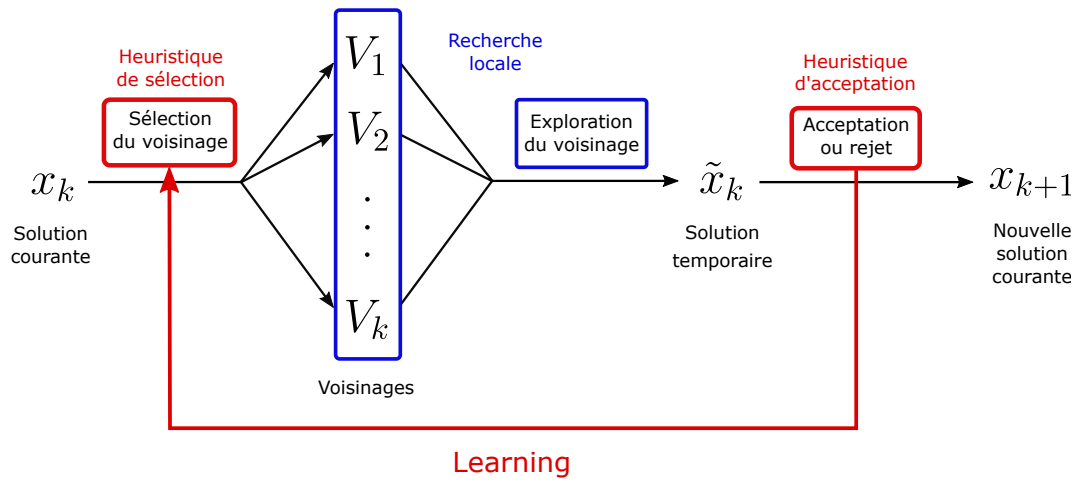 Heuristique
de sélection
Sélection
du voisinage
x_k
Solution
courante
V_1
V_2
.
.
.
V_k
Voisinages
Recherche
locale
Exploration
du voisinage
x̃_k
Solution
temporaire
Heuristique
d'acceptation
Acceptation
ou rejet
x_{k+1}
Nouvelle
solution
courante
Learning